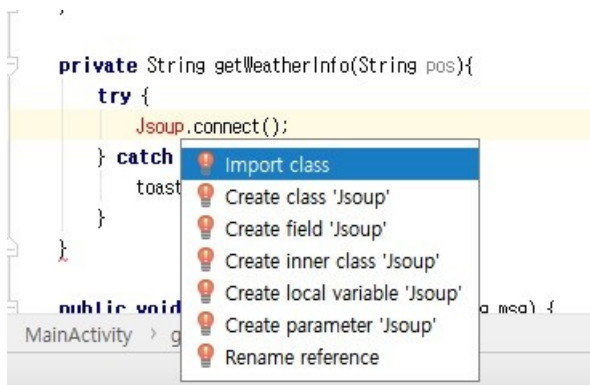 private String getWeatherInfo(String pos){
try {
Jsoup.connect();
} catch
toast
}
}
public void
g msg) {
MainActivity > g
Import class
Create class 'Jsoup'
Create field 'Jsoup'
Create inner class 'Jsoup'
Create local variable 'Jsoup'
Create parameter 'Jsoup'
Rename reference